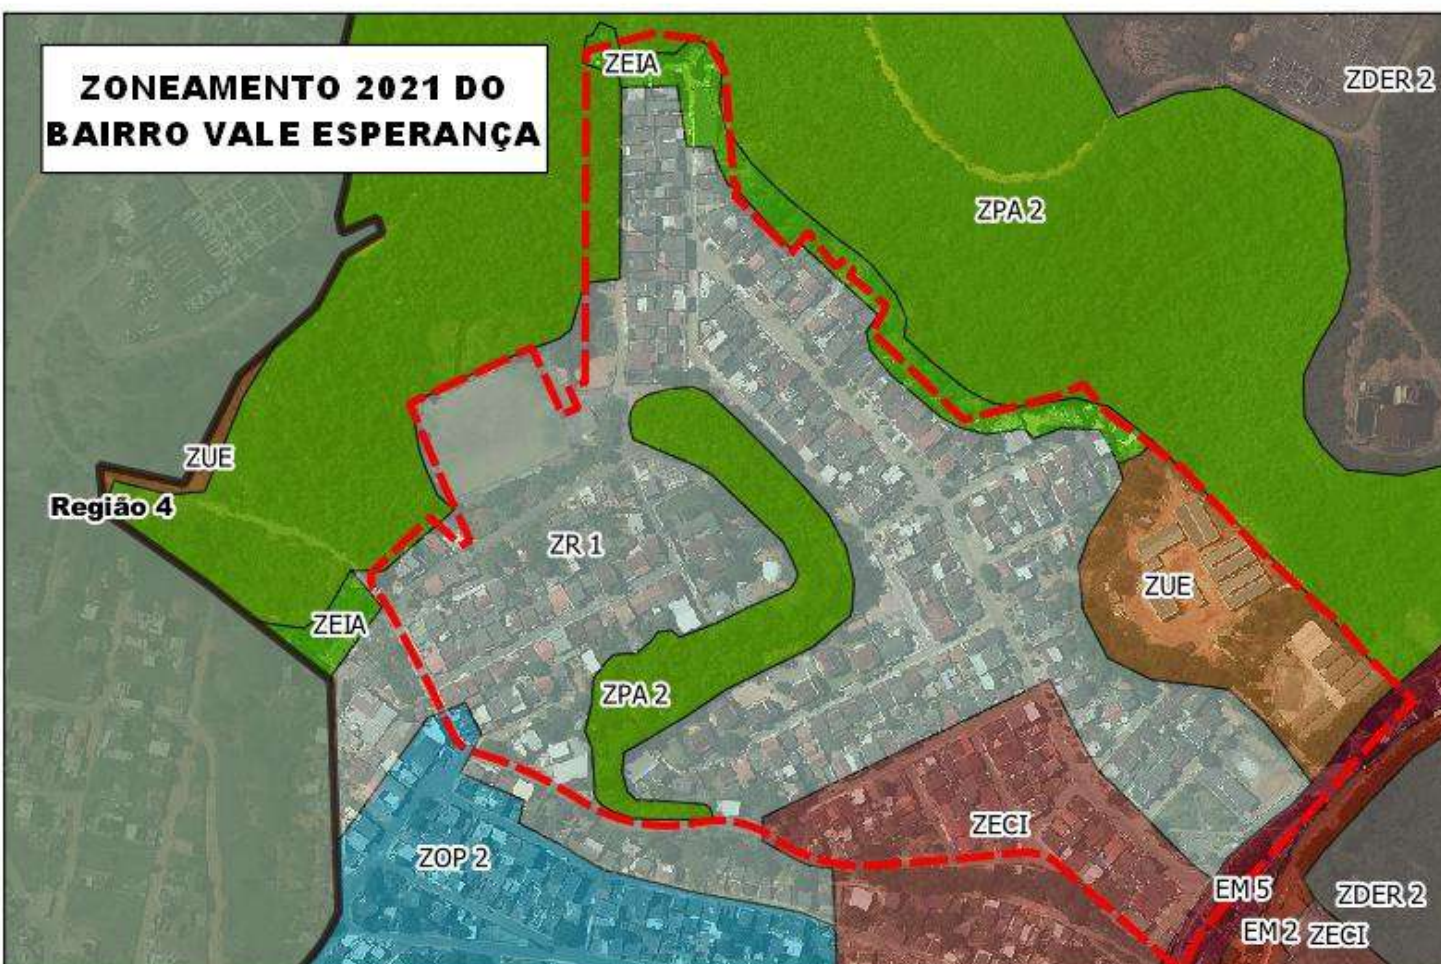 ZONEAMENTO 2021 DO
BAIRRO VALE ESPERANÇA
ZEIA
ZDER 2
ZPA 2
ZUE
Região 4
ZR 1
ZUE
ZEIA
ZPA 2
ZECI
ZOP 2
EM 5
ZDER 2
EM 2
ZECI